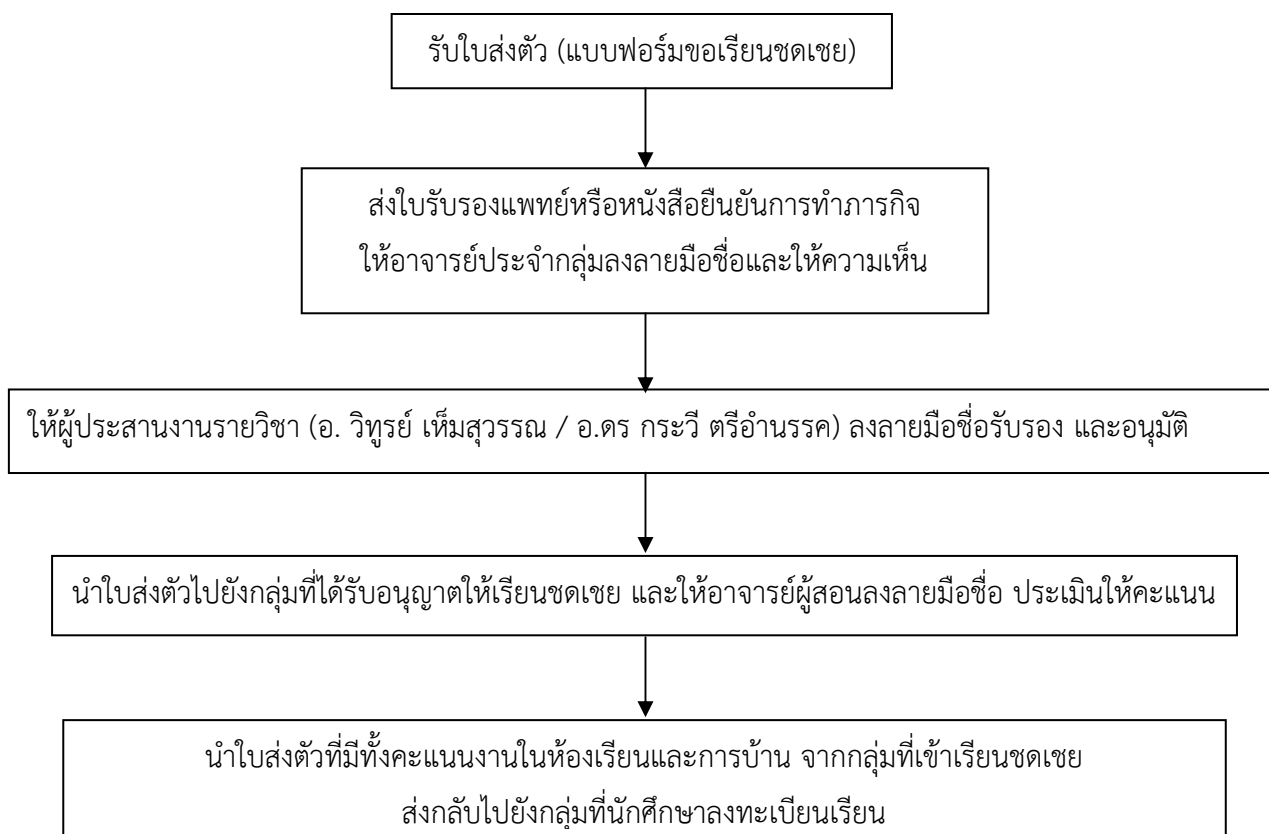 รับใบส่งตัว (แบบฟอร์มขอเรียนชดเชย)
ส่งใบรับรองแพทย์หรือหนังสือยืนยันการทำภารกิจ
ให้อาจารย์ประจำกลุ่มลงลายมือชื่อและให้ความเห็น
ให้ผู้ประสานงานรายวิชา (อ. วิทูรย์ เห็มสุวรรณ / อ.ดร กระวี ตรีอำนรรค) ลงลายมือชื่อรับรอง และอนุมัติ
นำใบส่งตัวไปยังกลุ่มที่ได้รับอนุญาตให้เรียนชดเชย และให้อาจารย์ผู้สอนลงลายมือชื่อ ประเมินให้คะแนน
นำใบส่งตัวที่มีทั้งคะแนนงานในห้องเรียนและการบ้าน จากกลุ่มที่เข้าเรียนชดเชย
ส่งกลับไปยังกลุ่มที่นักศึกษาลงทะเบียนเรียน